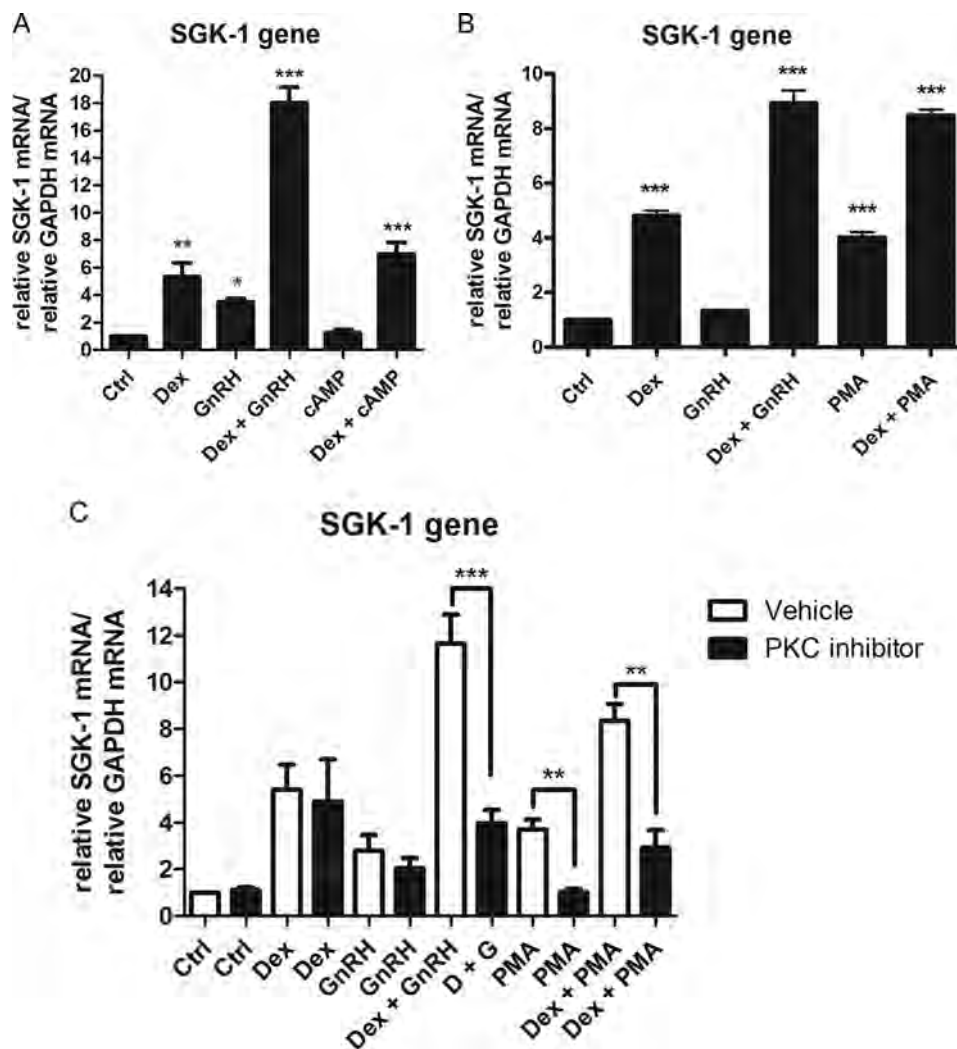 A
SGK-1 gene
relative SGK-1 mRNA/
relative GAPDH mRNA
20
18
16
14
12
10
8
6
4
2
0
**
*
***
***
Ctrl
Dex
GnRH
Dex + GnRH
cAMP
Dex + cAMP
B
SGK-1 gene
relative SGK-1 mRNA/
relative GAPDH mRNA
10
8
6
4
2
0
***
***
***
***
Ctrl
Dex
GnRH
Dex + GnRH
PMA
Dex + PMA
C
SGK-1 gene
relative SGK-1 mRNA/
relative GAPDH mRNA
14
12
10
8
6
4
2
0
***
**
**
Ctrl
Ctrl
Dex
Dex
GnRH
GnRH
Dex + GnRH
D + G
PMA
PMA
Dex + PMA
Dex + PMA
Vehicle
PKC inhibitor